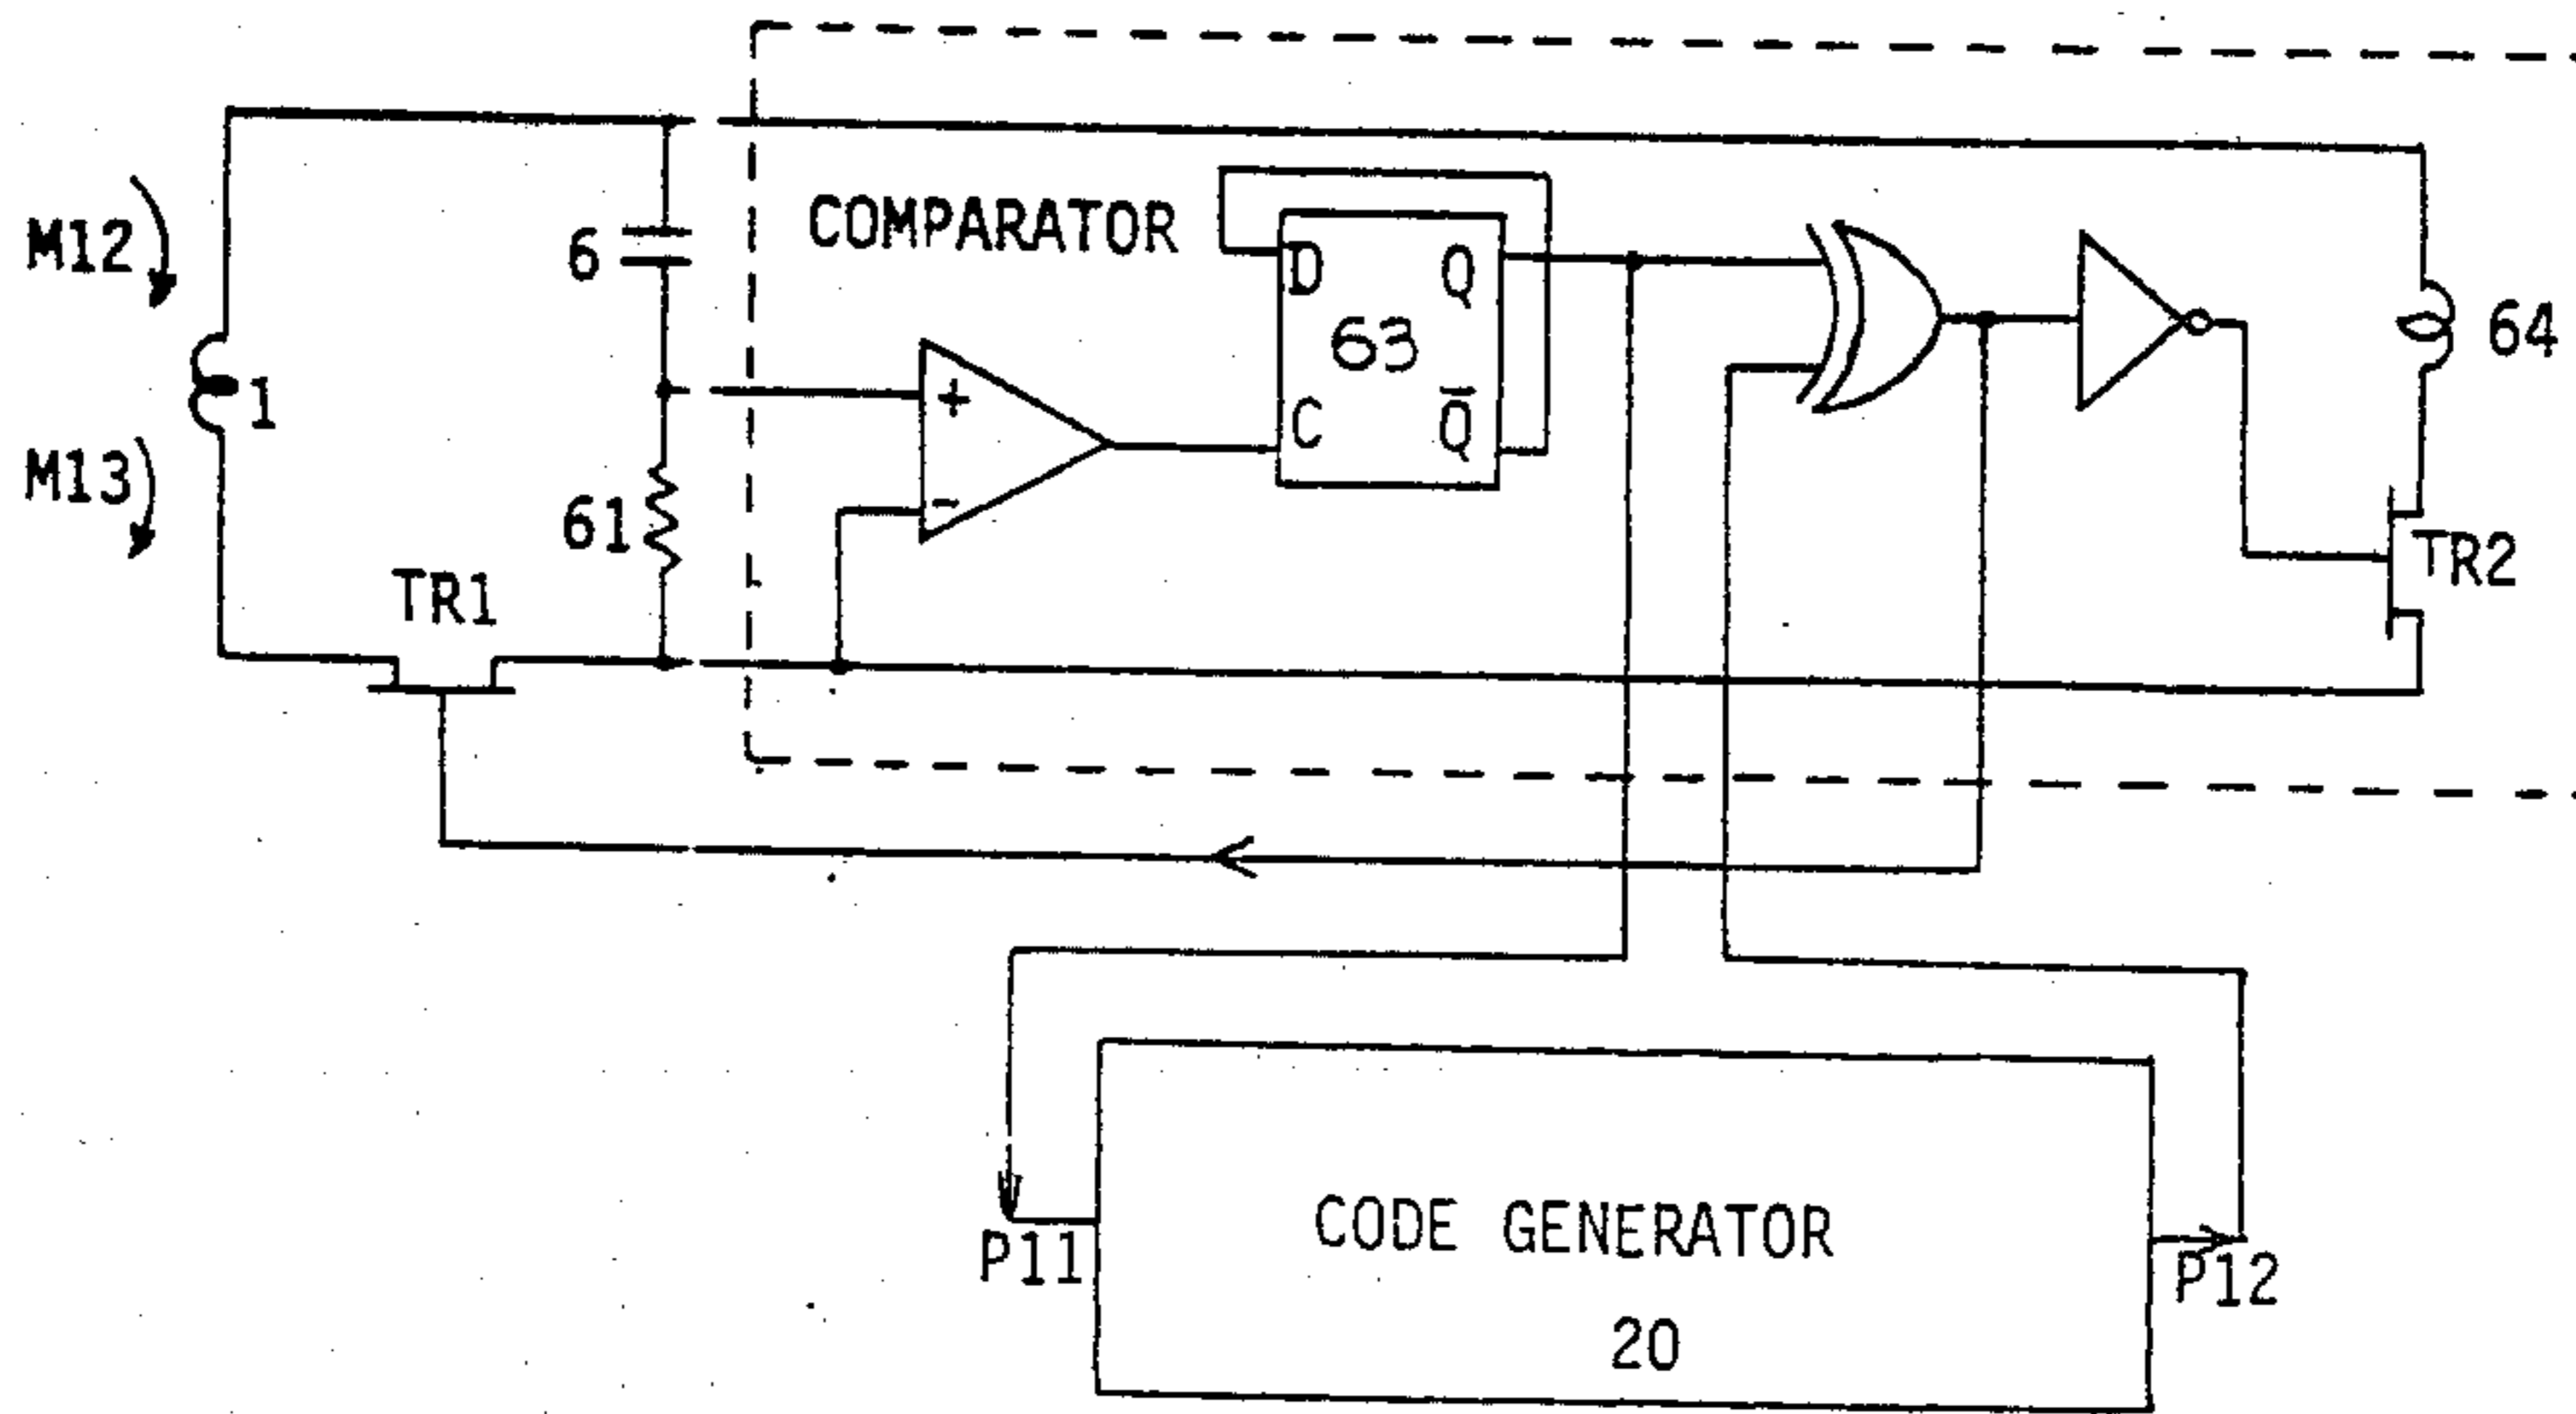 COMPARATOR
M12
6
D Q
63
64
1
+
C Q̅
M13
61
-
TR2
TR1
P11
CODE GENERATOR
P12
20